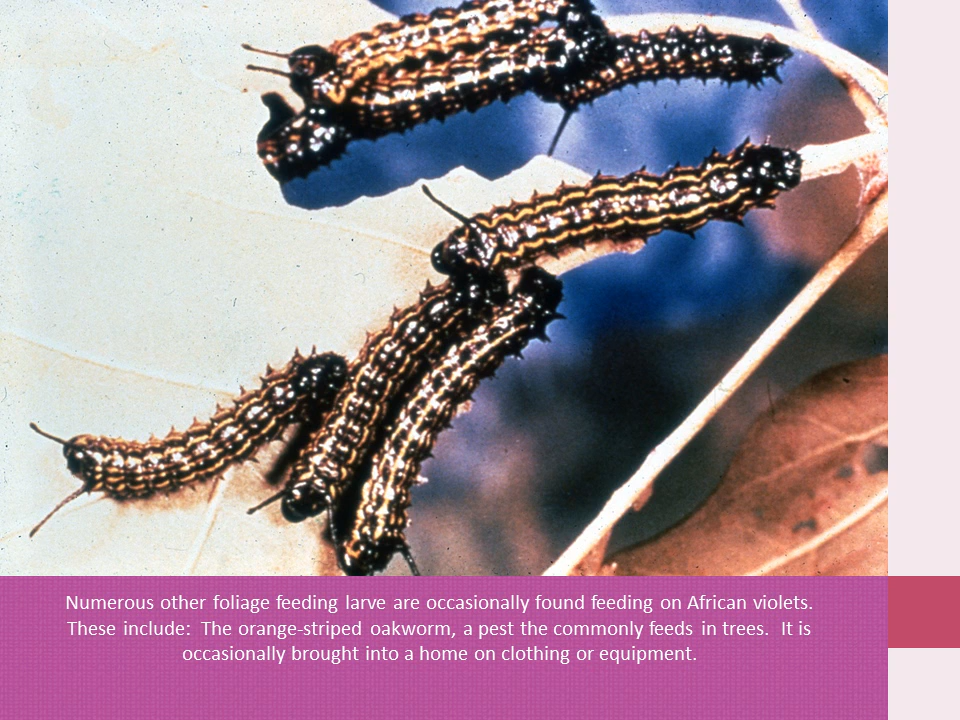 Numerous other foliage feeding larve are occasionally found feeding on African violets.
These include:  The orange-striped oakworm, a pest the commonly feeds in trees.  It is
occasionally brought into a home on clothing or equipment.